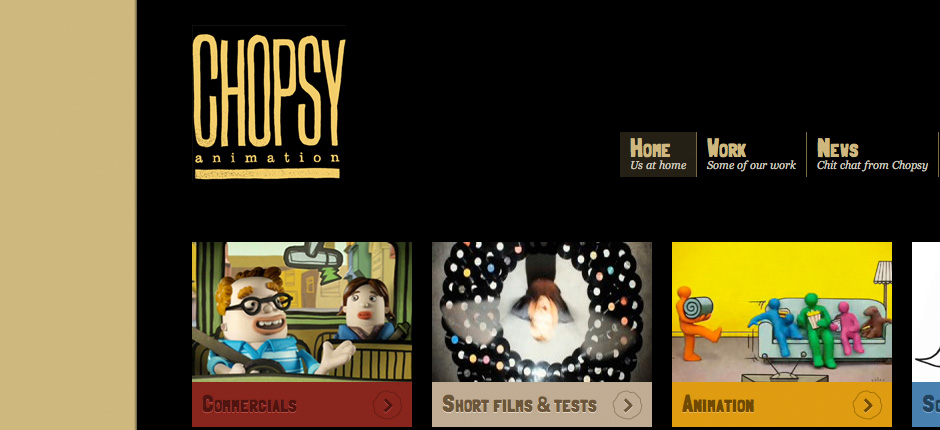 CHOPSY
animation
Home
Us at home
Work
Some of our work
News
Chit chat from Chopsy
Commercials
Short films & tests
Animation